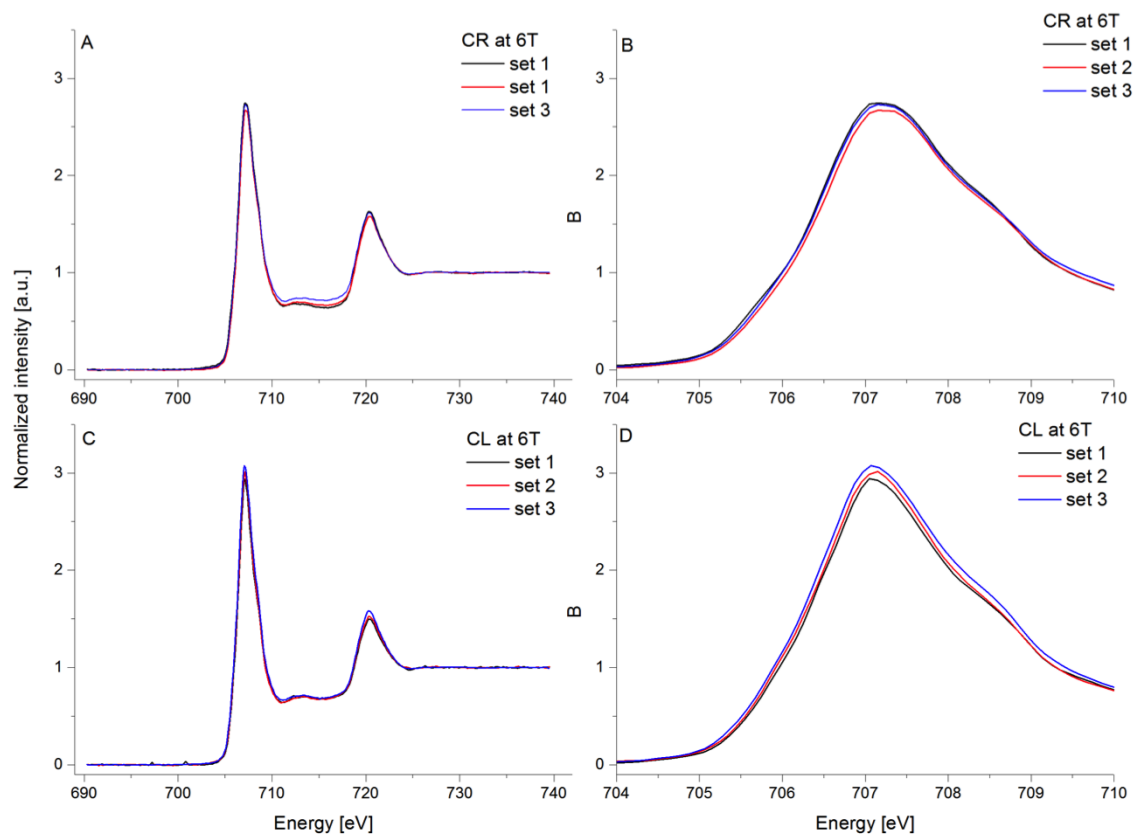 A
CR at 6T
set 1
set 1
set 3
3
2
1
0
690
700
710
720
730
740
B
CR at 6T
set 1
set 2
set 3
3
2
1
0
B
704
705
706
707
708
709
710
Normalized intensity [a.u.]
C
CL at 6T
set 1
set 2
set 3
3
2
1
0
690
700
710
720
730
740
Energy [eV]
D
CL at 6T
set 1
set 2
set 3
3
2
1
0
B
704
705
706
707
708
709
710
Energy [eV]